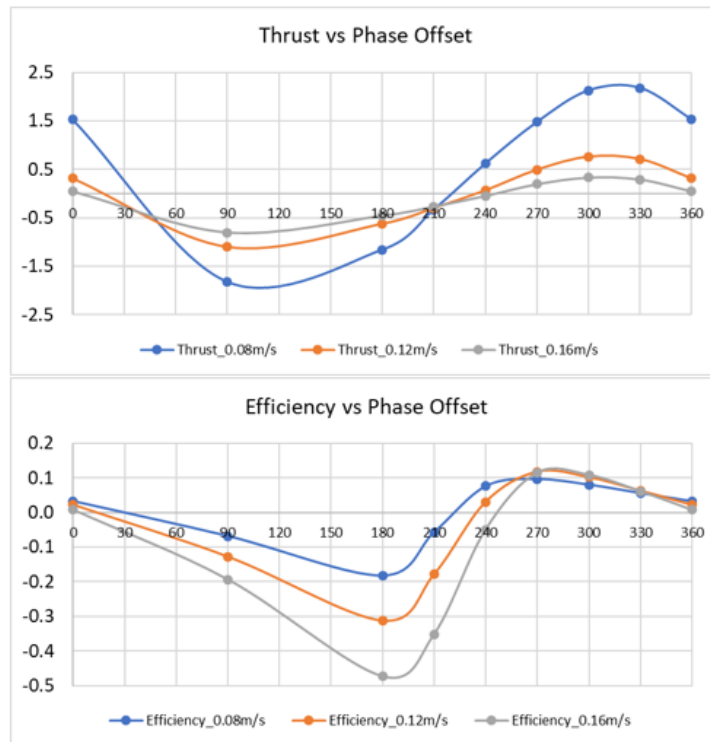 Thrust vs Phase Offset
2.5
1.5
0.5
-0.5
-1.5
-2.5
0 30 60 90 120 150 180 210 240 270 300 330 360
Thrust_0.08m/s Thrust_0.12m/s Thrust_0.16m/s
Efficiency vs Phase Offset
0.2
0.1
0.0
0 30 60 90 120 150 180 210 240 270 300 330 360
-0.1
-0.2
-0.3
-0.4
-0.5
Efficiency_0.08m/s Efficiency_0.12m/s Efficiency_0.16m/s